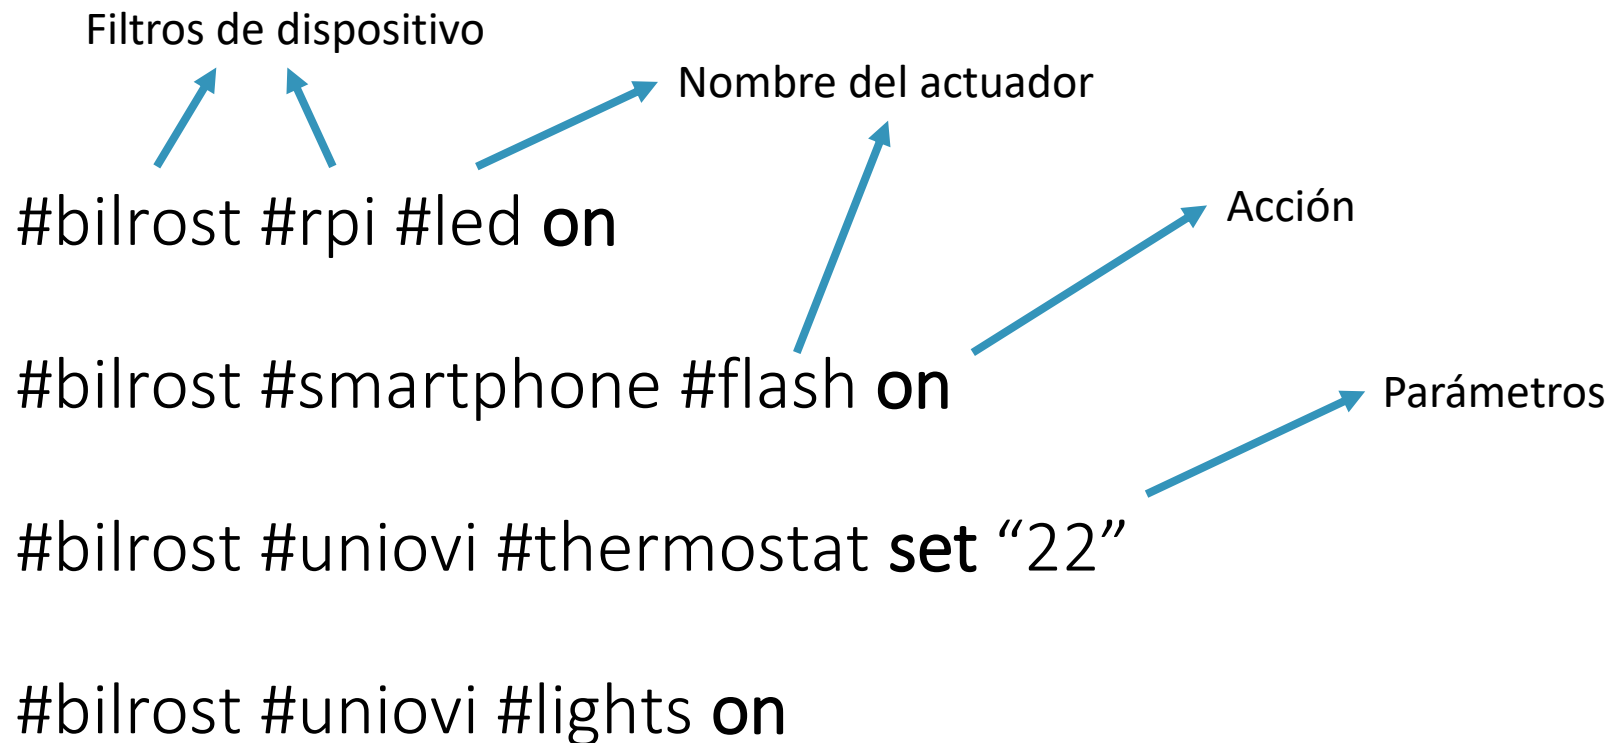 Filtros de dispositivo
Nombre del actuador
#bilrost #rpi #led on
Acción
#bilrost #smartphone #flash on
Parámetros
#bilrost #uniovi #thermostat set “22”
#bilrost #uniovi #lights on